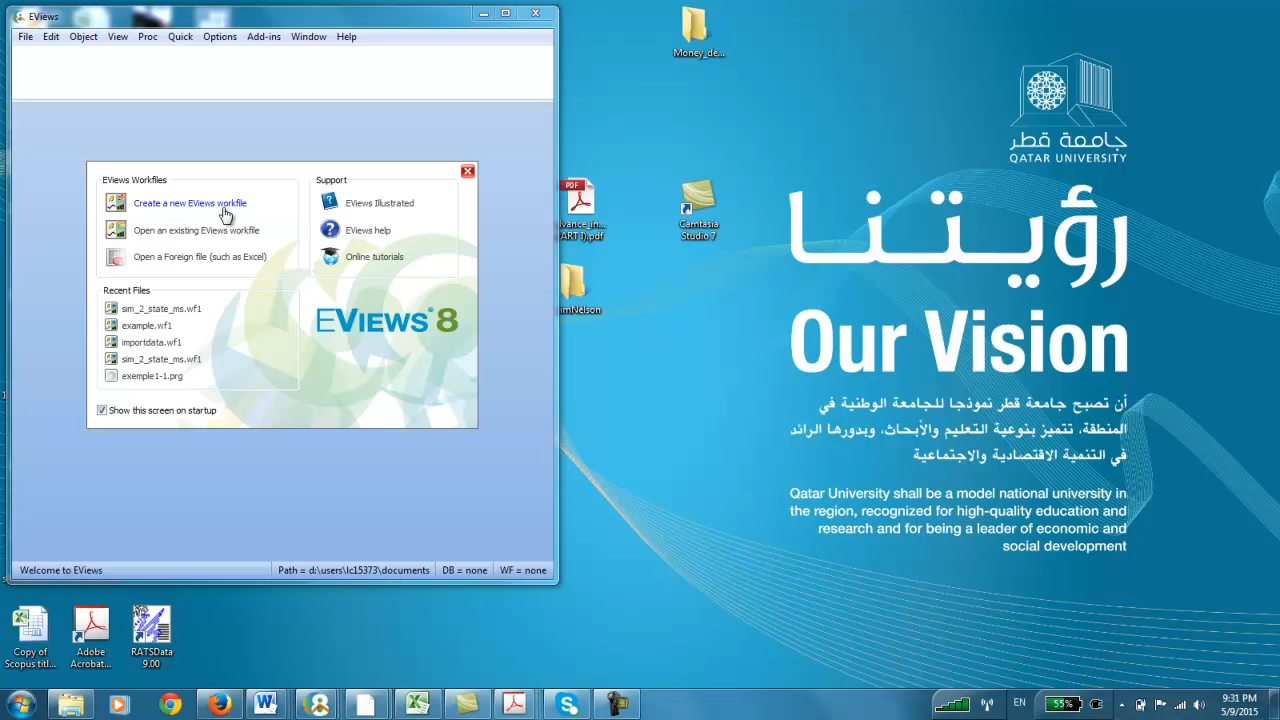 EViews
File Edit Object View Proc Quick Options Add-ins Window Help
EViews Workfiles
Create a new EViews workfile
Open an existing EViews workfile
Open a Foreign file (such as Excel)
Support
EViews Illustrated
EViews help
Online tutorials
Recent Files
sim_2_state_ms.wf1
example.wf1
importdata.wf1
sim_2_state_ms.wf1
exemple1-1.prg
EVIEWS® 8
Show this screen on startup
Welcome to EViews
Path = d:\users\lc15373\documents
DB = none
WF = none
Money_de...
PDF
dvance_in...
ART I).pdf
Camtasia
Studio 7
imNelson
جامعة قطر
QATAR UNIVERSITY
رؤيتنا
Our Vision
أن تصبح جامعة قطر نموذجا للجامعة الوطنية في
المنطقة، تتميز بنوعية التعليم والأبحاث، وبدورها الرائد
في التنمية الاقتصادية والاجتماعية
Qatar University shall be a model national university in
the region, recognized for high-quality education and
research and for being a leader of economic and
social development
Copy of
Scopus titl...
Adobe
Acrobat...
RATSData
9.00
EN
55%
9:31 PM
5/9/2015